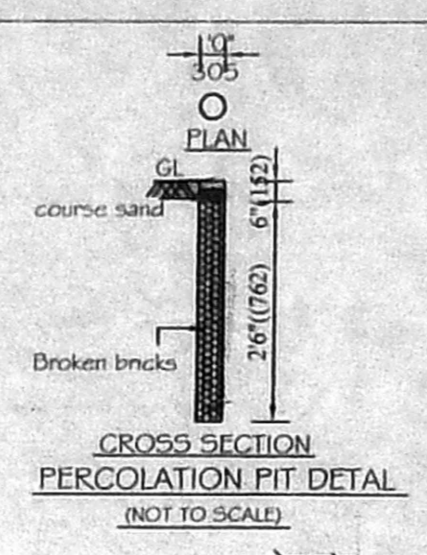 1'0"
305
PLAN
GL
course sand
6"(152)
2'6"((762)
Broken bricks
CROSS SECTION
PERCOLATION PIT DETAL
(NOT TO SCALE)